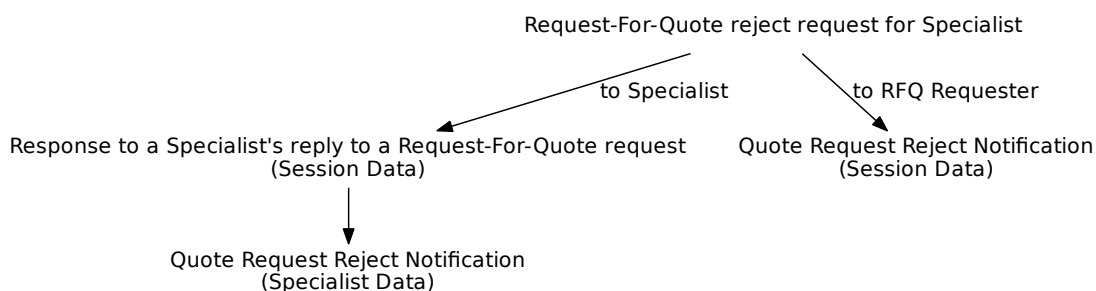 Request-For-Quote reject request for Specialist
to Specialist
to RFQ Requester
Response to a Specialist's reply to a Request-For-Quote request
(Session Data)
Quote Request Reject Notification
(Session Data)
Quote Request Reject Notification
(Specialist Data)